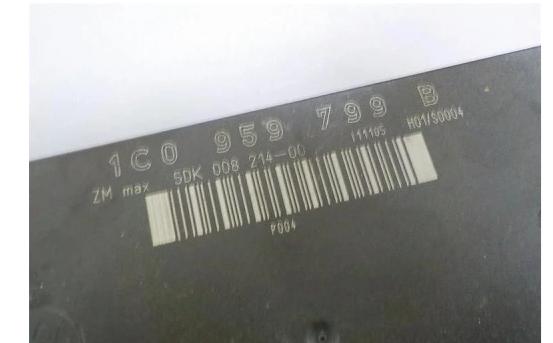 1C0 959 799 B
ZM max 5DK 008 214-00 111105 H01/S0004
P004